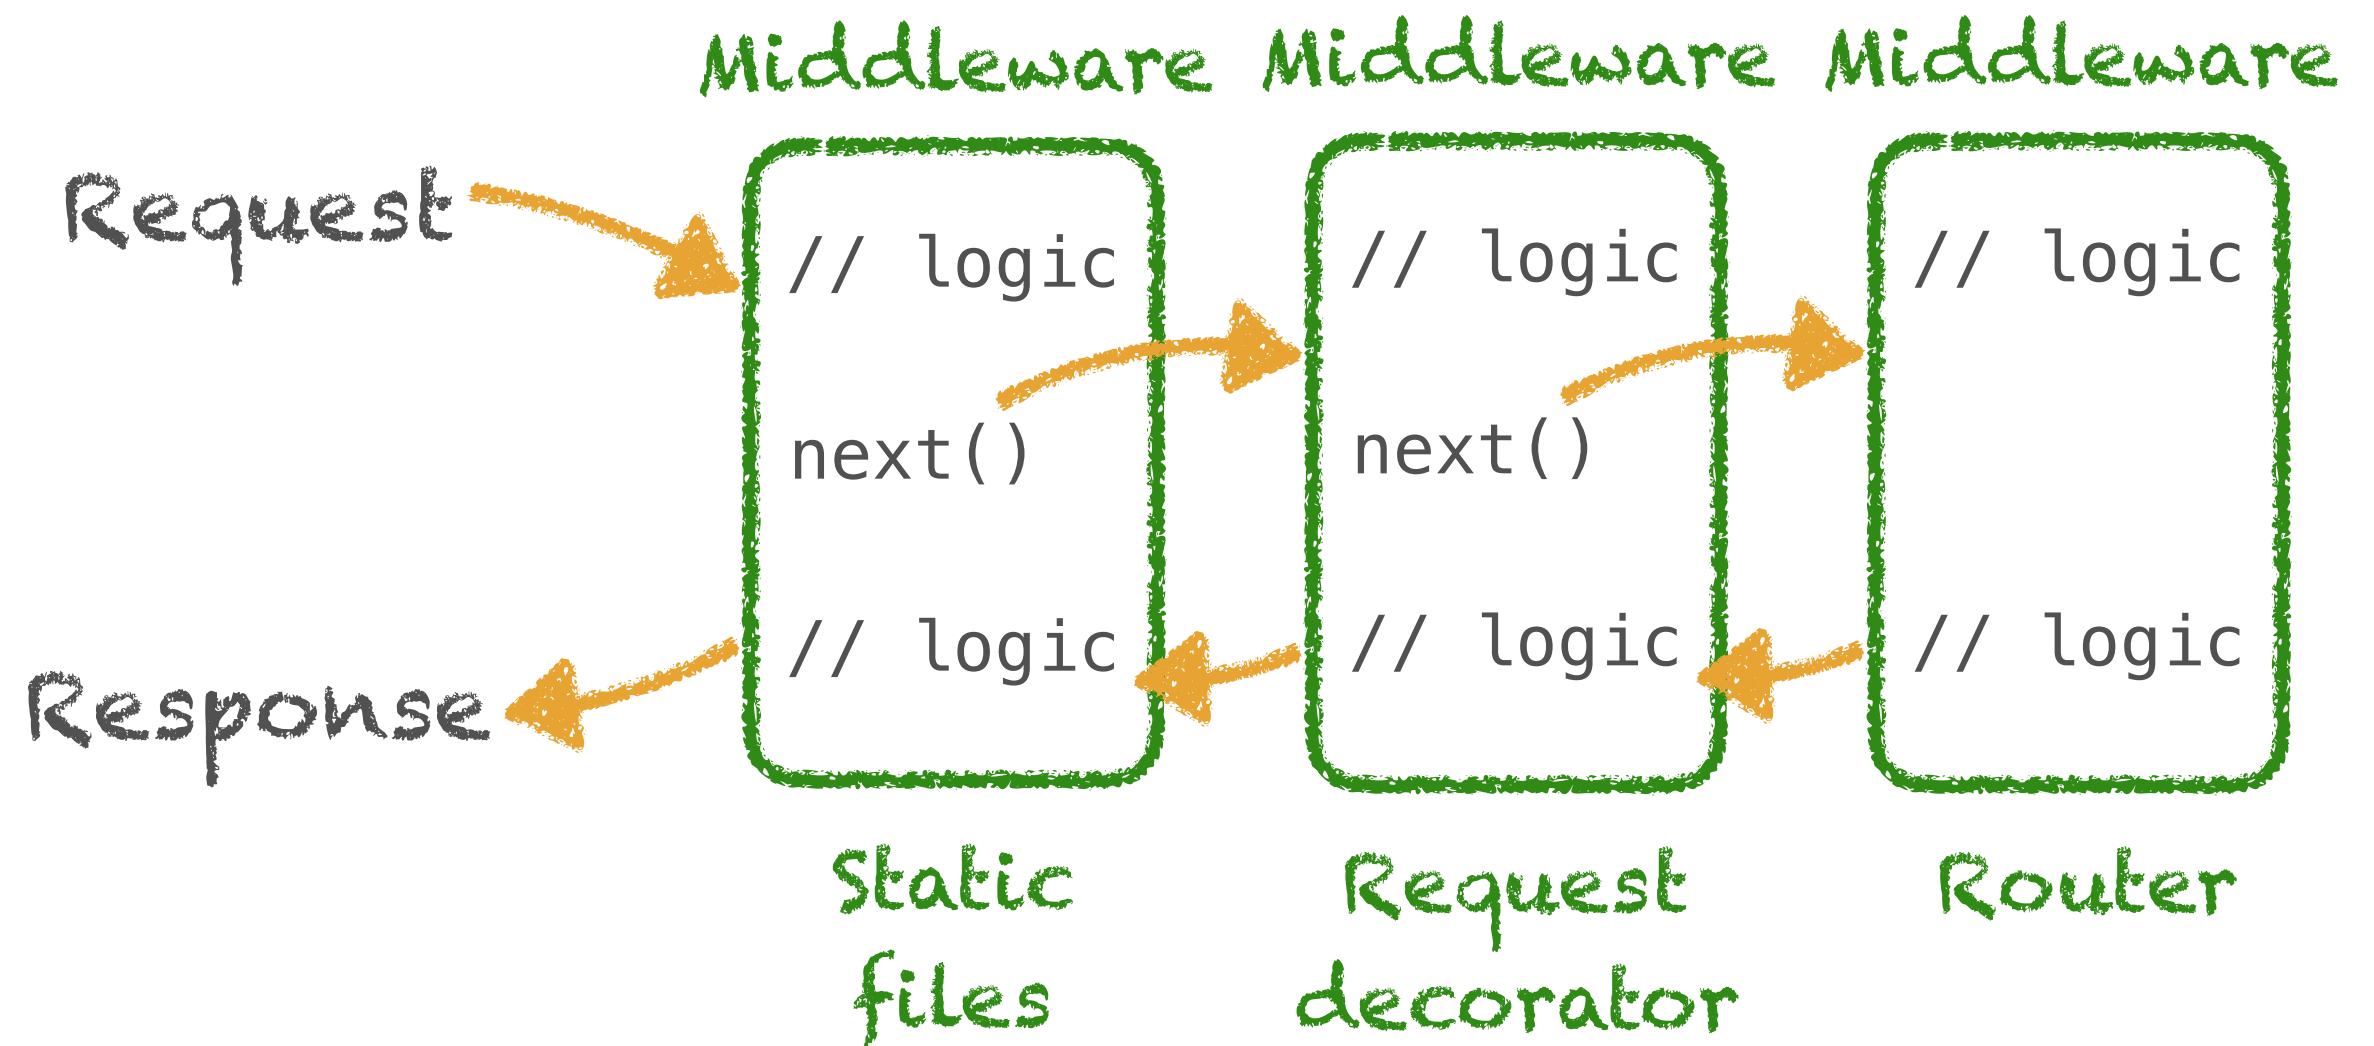 Middleware Middleware Middleware
Request
// logic // logic // logic
next() next()
// logic // logic // logic
Response
Static Request Router
files decorator